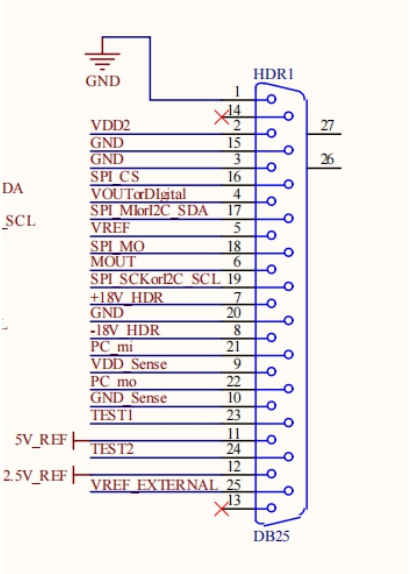 GND
HDR1
1
14
VDD2 2
27
GND 15
GND 3
26
SPI_CS 16
DA
VOUTorDIgital 4
SPI_MIorI2C_SDA 17
_SCL
VREF 5
SPI_MO 18
MOUT 6
SPI_SCKorI2C_SCL 19
+18V_HDR 7
GND 20
-18V_HDR 8
PC_mi 21
VDD_Sense 9
PC_mo 22
GND_Sense 10
TEST1 23
5V_REF 11
TEST2 24
2.5V_REF 12
VREF_EXTERNAL 25
13
DB25